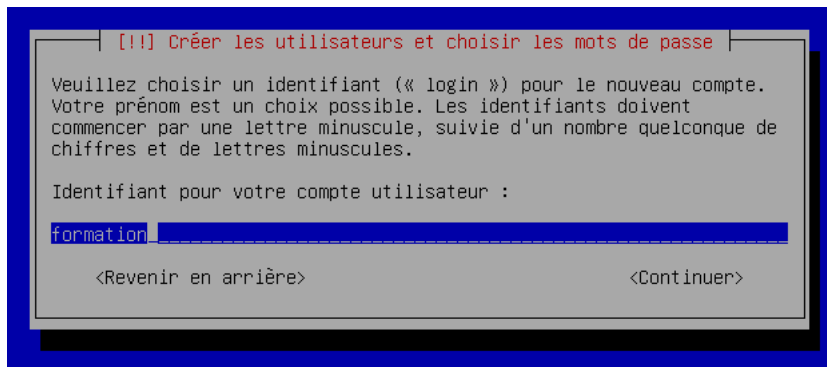 [!!] Créer les utilisateurs et choisir les mots de passe
Veuillez choisir un identifiant (« login ») pour le nouveau compte.
Votre prénom est un choix possible. Les identifiants doivent
commencer par une lettre minuscule, suivie d'un nombre quelconque de
chiffres et de lettres minuscules.
Identifiant pour votre compte utilisateur :
formation
<Revenir en arrière> <Continuer>